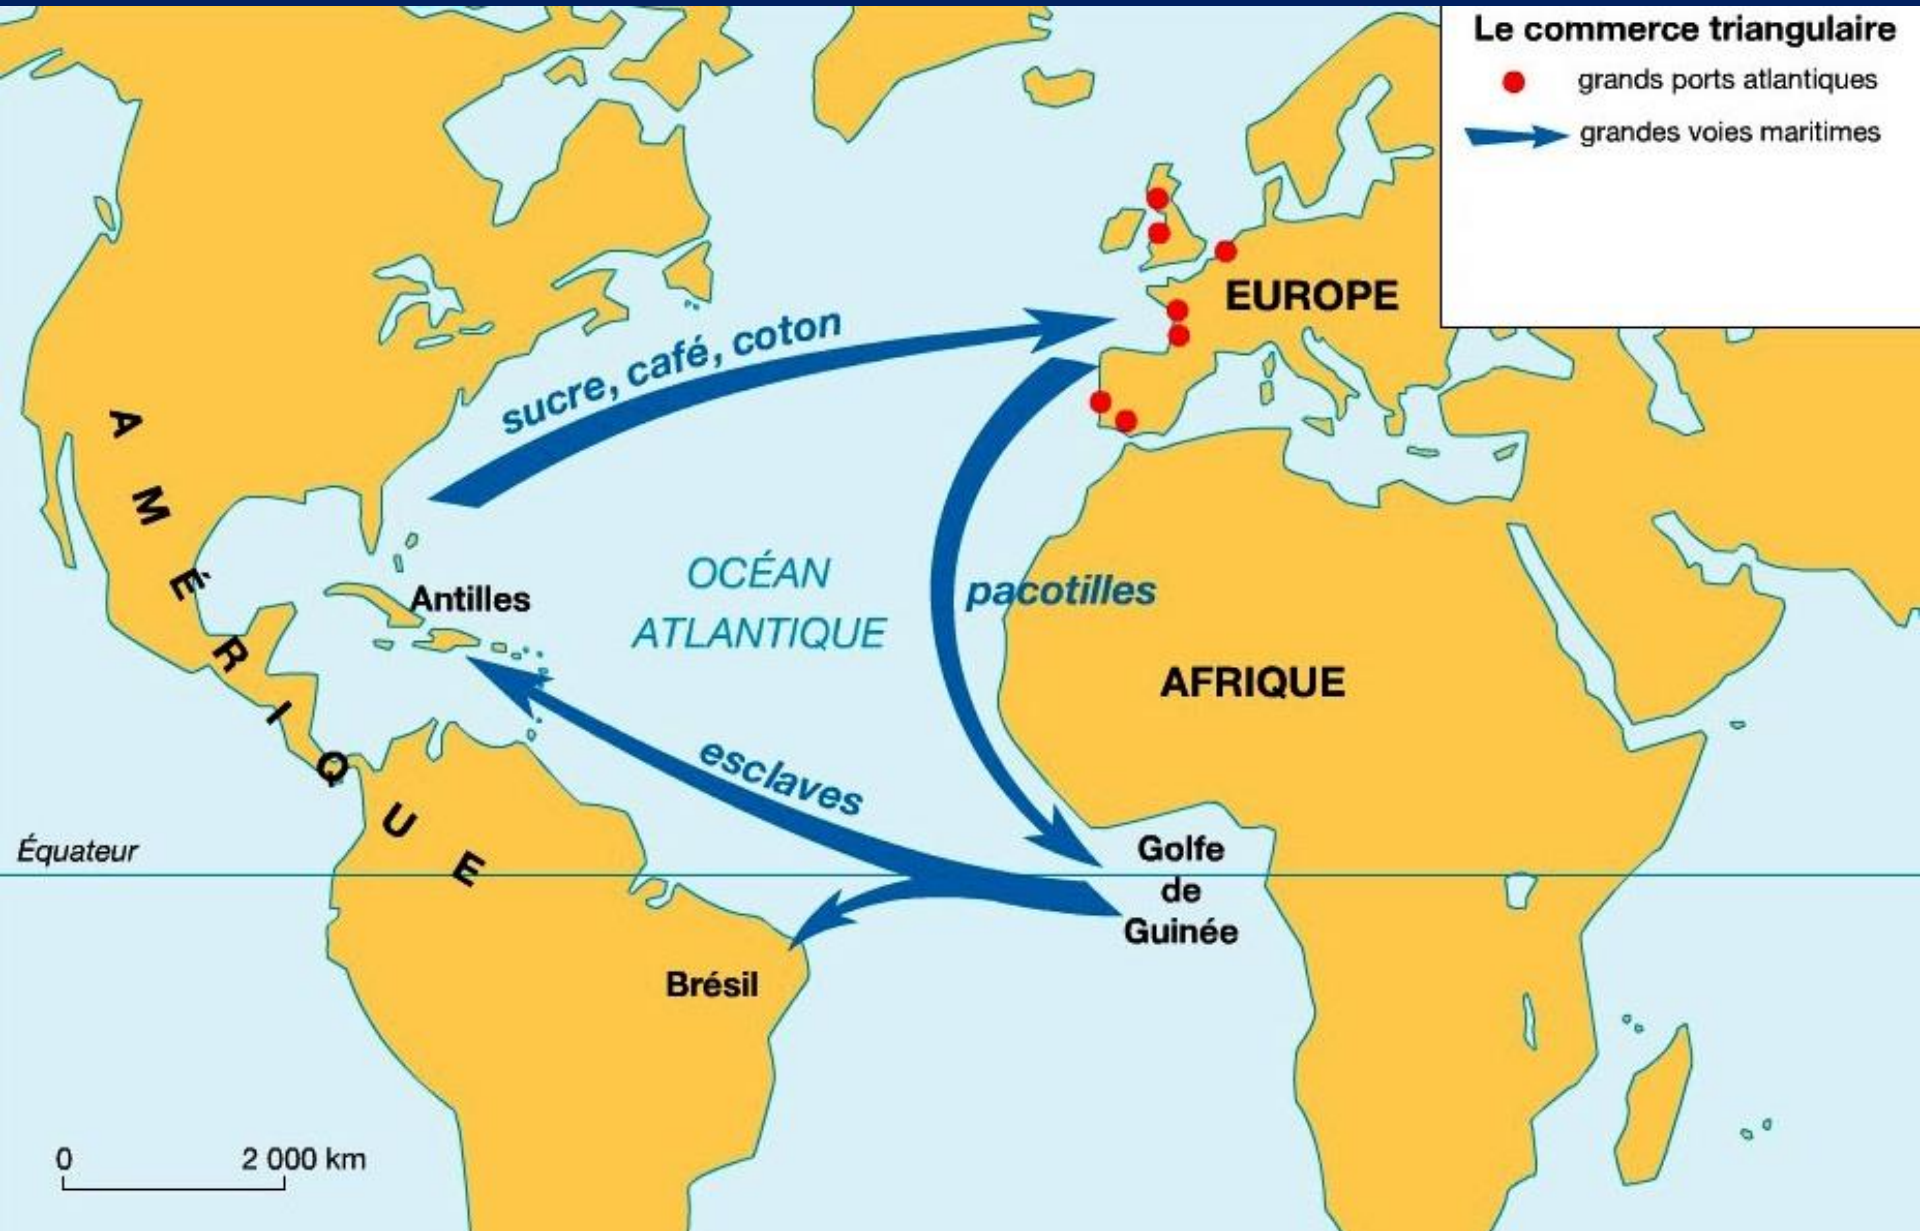 Le commerce triangulaire
grands ports atlantiques
grandes voies maritimes
EUROPE
sucre, café, coton
AMÉRIQUE
OCÉAN
ATLANTIQUE
pacotilles
Antilles
AFRIQUE
esclaves
Équateur
Golfe
de
Guinée
Brésil
0 2 000 km